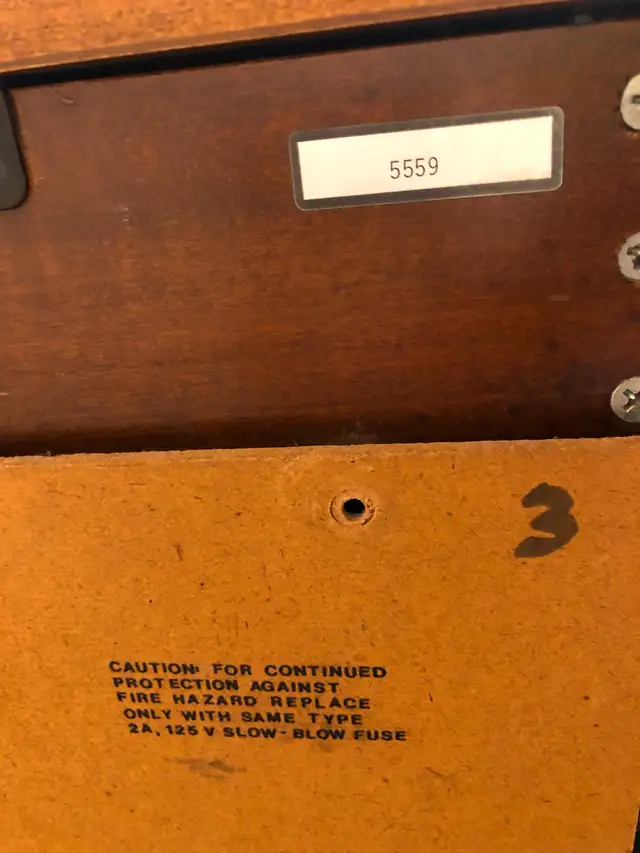 5559
3
CAUTION: FOR CONTINUED
PROTECTION AGAINST
FIRE HAZARD REPLACE
ONLY WITH SAME TYPE
2A, 125 V SLOW-BLOW FUSE